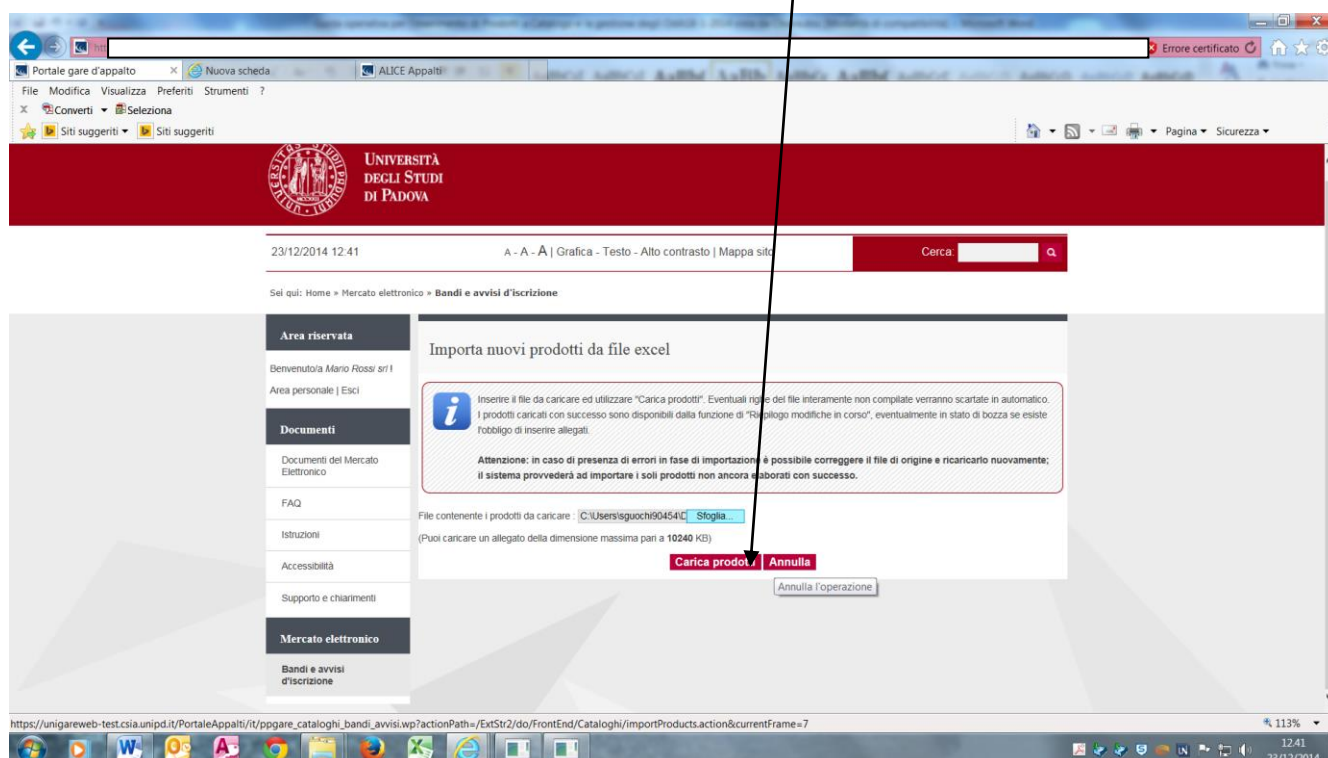 Errore certificato
Portale gare d'appalto
Nuova scheda
ALICE Appalti
File Modifica Visualizza Preferiti Strumenti ?
x Converti Seleziona
Siti suggeriti Siti suggeriti
Pagina Sicurezza
UNIVERSITÀ
DEGLI STUDI
DI PADOVA
23/12/2014 12:41
A - A - A | Grafica - Testo - Alto contrasto | Mappa sito
Cerca:
Sei qui: Home » Mercato elettronico » Bandi e avvisi d'iscrizione
Area riservata
Benvenuto/a Mario Rossi srl !
Area personale | Esci
Documenti
Documenti del Mercato
Elettronico
FAQ
Istruzioni
Accessibilità
Supporto e chiarimenti
Mercato elettronico
Bandi e avvisi
d'iscrizione
Importa nuovi prodotti da file excel
Inserire il file da caricare ed utilizzare "Carica prodotti". Eventuali righe del file interamente non compilate verranno scartate in automatico.
I prodotti caricati con successo sono disponibili dalla funzione di "Riepilogo modifiche in corso", eventualmente in stato di bozza se esiste
l'obbligo di inserire allegati.
Attenzione: in caso di presenza di errori in fase di importazione è possibile correggere il file di origine e ricaricarlo nuovamente;
il sistema provvederà ad importare i soli prodotti non ancora elaborati con successo.
File contenente i prodotti da caricare : C:\Users\sguochi90454\D Sfoglia...
(Puoi caricare un allegato della dimensione massima pari a 10240 KB)
Carica prodotti Annulla
Annulla l'operazione
https://unigareweb-test.csia.unipd.it/PortaleAppalti/it/ppgare_cataloghi_bandi_avvisi.wp?actionPath=/ExtStr2/do/FrontEnd/Cataloghi/importProducts.action&currentFrame=7
113%
12.41
23/12/2014